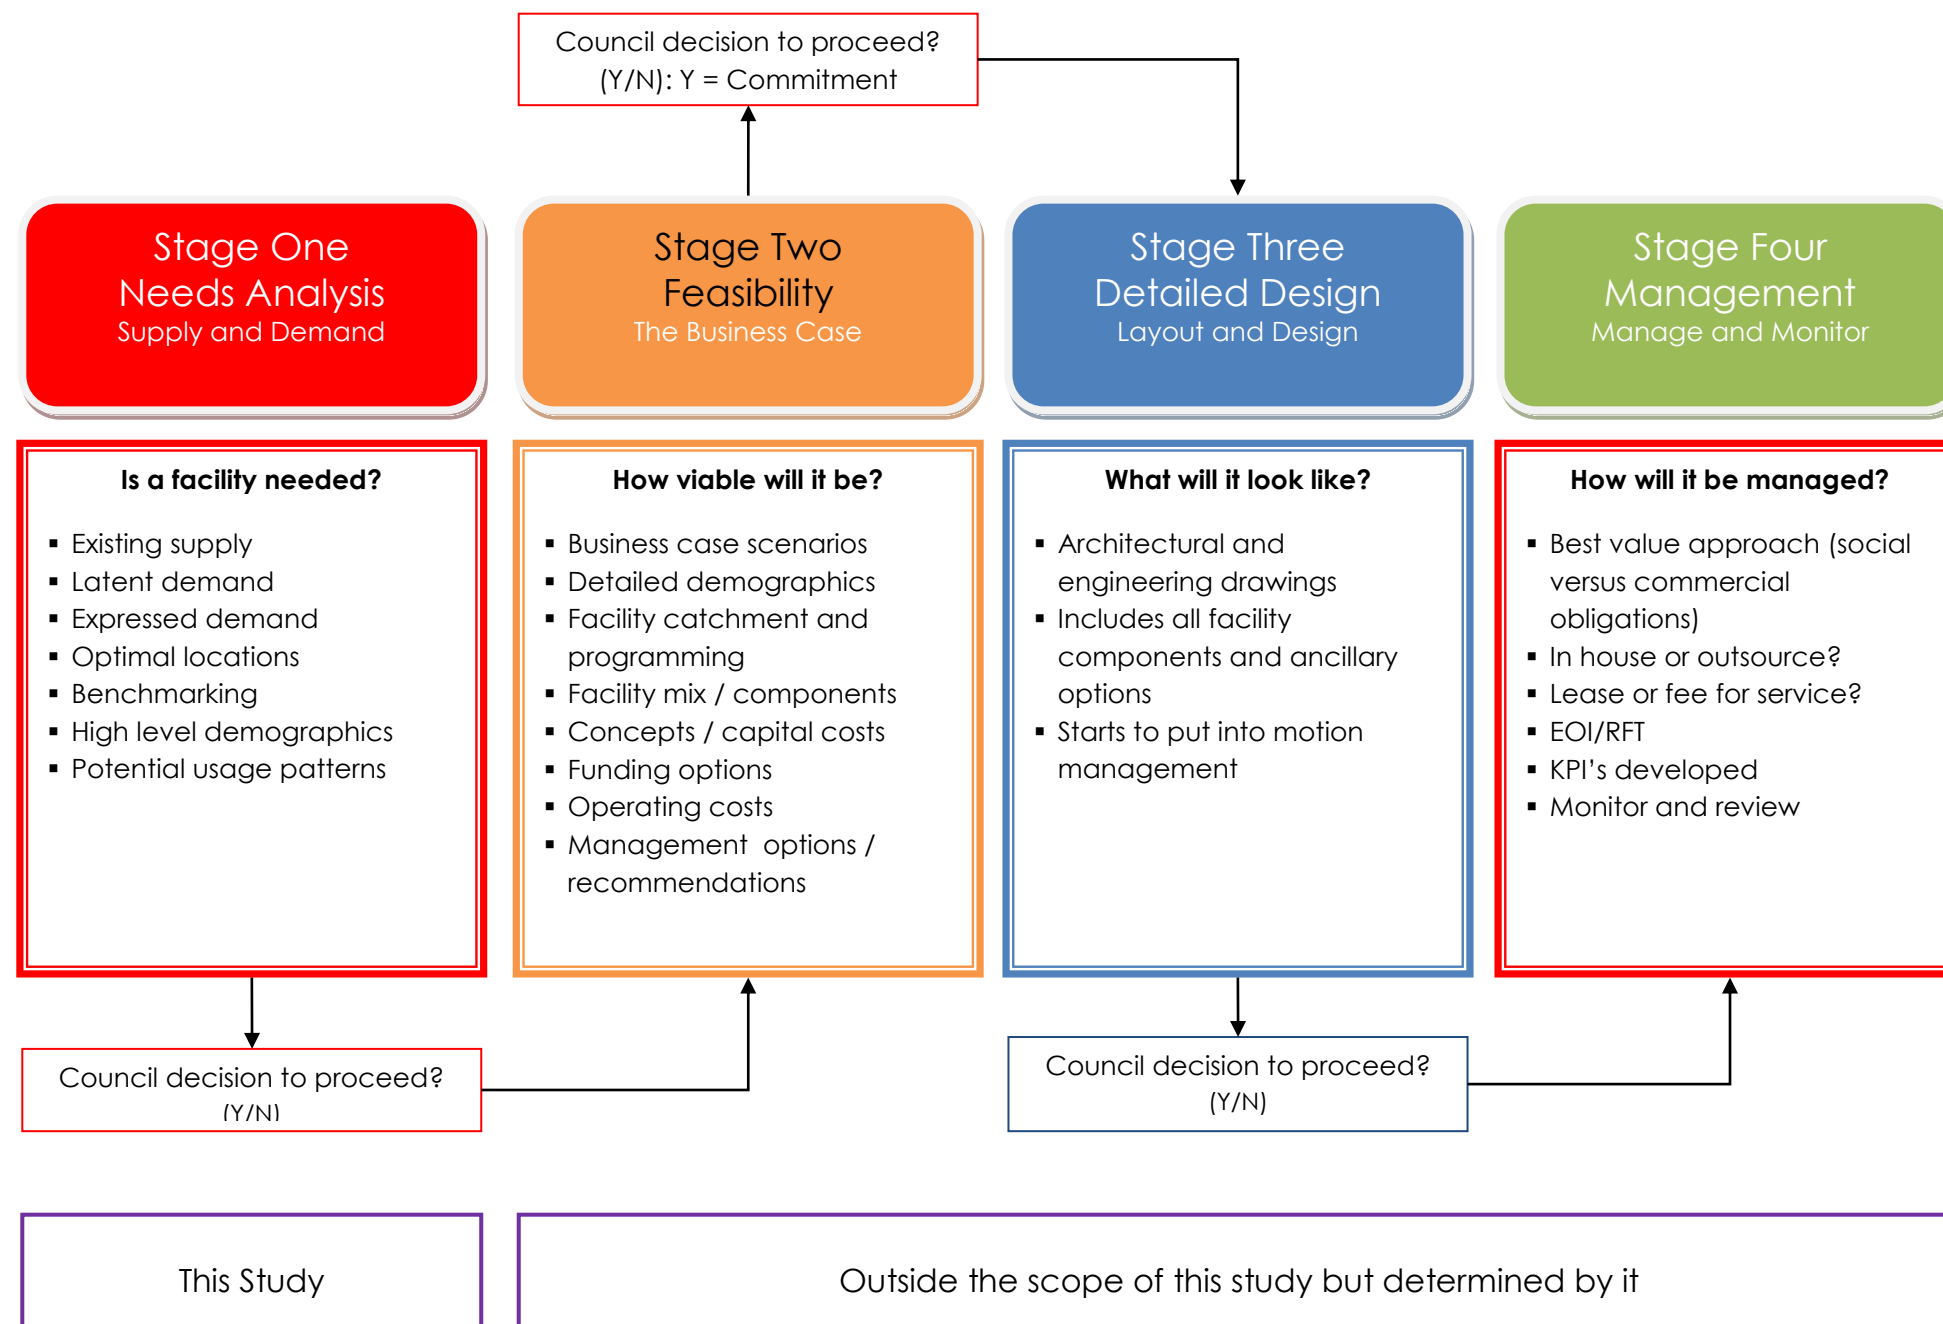 Council decision to proceed?
(Y/N): Y = Commitment
Stage One
Needs Analysis
Supply and Demand
Stage Two
Feasibility
The Business Case
Stage Three
Detailed Design
Layout and Design
Stage Four
Management
Manage and Monitor
Is a facility needed?
▪ Existing supply
▪ Latent demand
▪ Expressed demand
▪ Optimal locations
▪ Benchmarking
▪ High level demographics
▪ Potential usage patterns
How viable will it be?
▪ Business case scenarios
▪ Detailed demographics
▪ Facility catchment and
programming
▪ Facility mix / components
▪ Concepts / capital costs
▪ Funding options
▪ Operating costs
▪ Management  options /
recommendations
What will it look like?
▪ Architectural and
engineering drawings
▪ Includes all facility
components and ancillary
options
▪ Starts to put into motion
management
How will it be managed?
▪ Best value approach (social
versus commercial
obligations)
▪ In house or outsource?
▪ Lease or fee for service?
▪ EOI/RFT
▪ KPI’s developed
▪ Monitor and review
Council decision to proceed?
(Y/N)
Council decision to proceed?
(Y/N)
This Study
Outside the scope of this study but determined by it